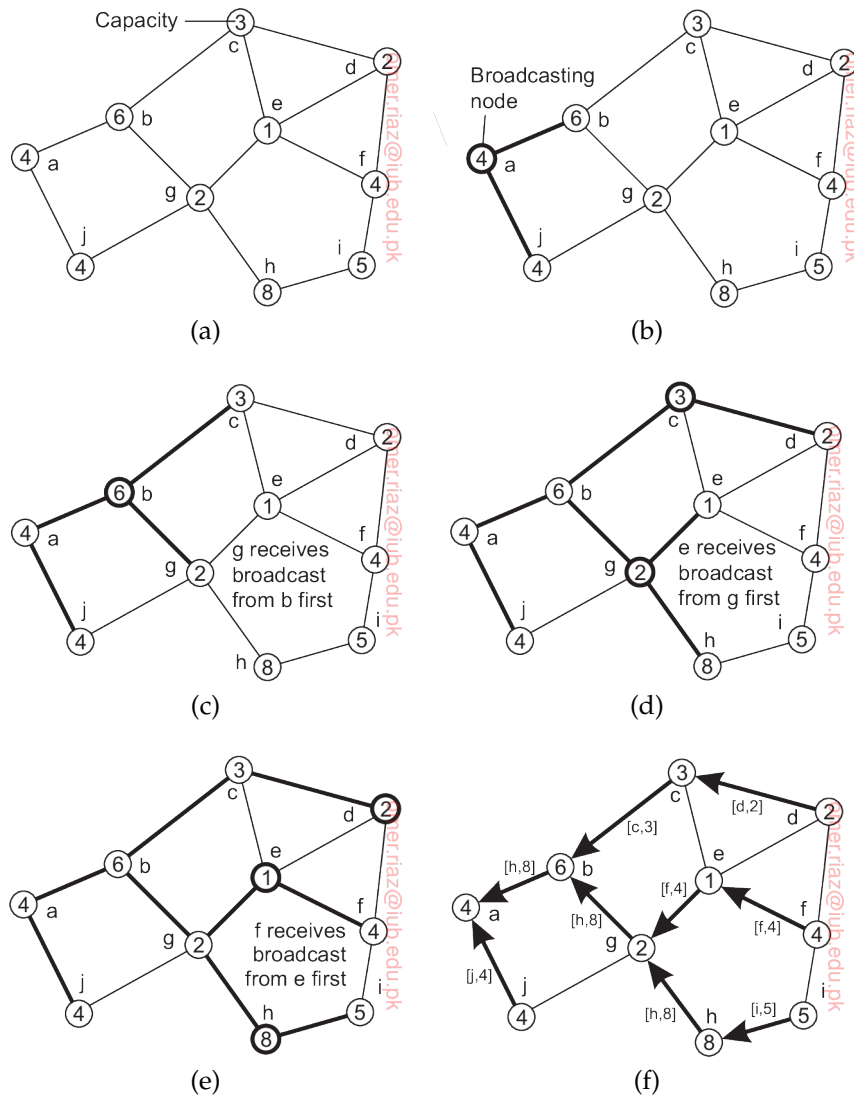 Capacity
3
c
2
d
6
b
e
1
4
a
f
4
g
2
j
4
h
8
i
5
(a)
Broadcasting
node
3
c
2
d
6
b
e
1
4
a
f
4
g
2
j
4
h
8
i
5
(b)
3
c
2
d
6
b
e
1
4
a
f
4
g
2
g receives
broadcast
from b first
j
4
h
8
i
5
(c)
3
c
2
d
6
b
e
1
4
a
f
4
g
2
e receives
broadcast
from g first
j
4
h
8
i
5
(d)
3
c
2
d
6
b
e
1
4
a
f
4
g
2
f receives
broadcast
from e first
j
4
h
8
i
5
(e)
3
c
[d,2]
2
d
[c,3]
6
b
[h,8]
e
1
4
a
[h,8]
[f,4]
[f,4]
f
4
g
2
[j,4]
j
4
[h,8]
h
8
[i,5]
i
5
(f)